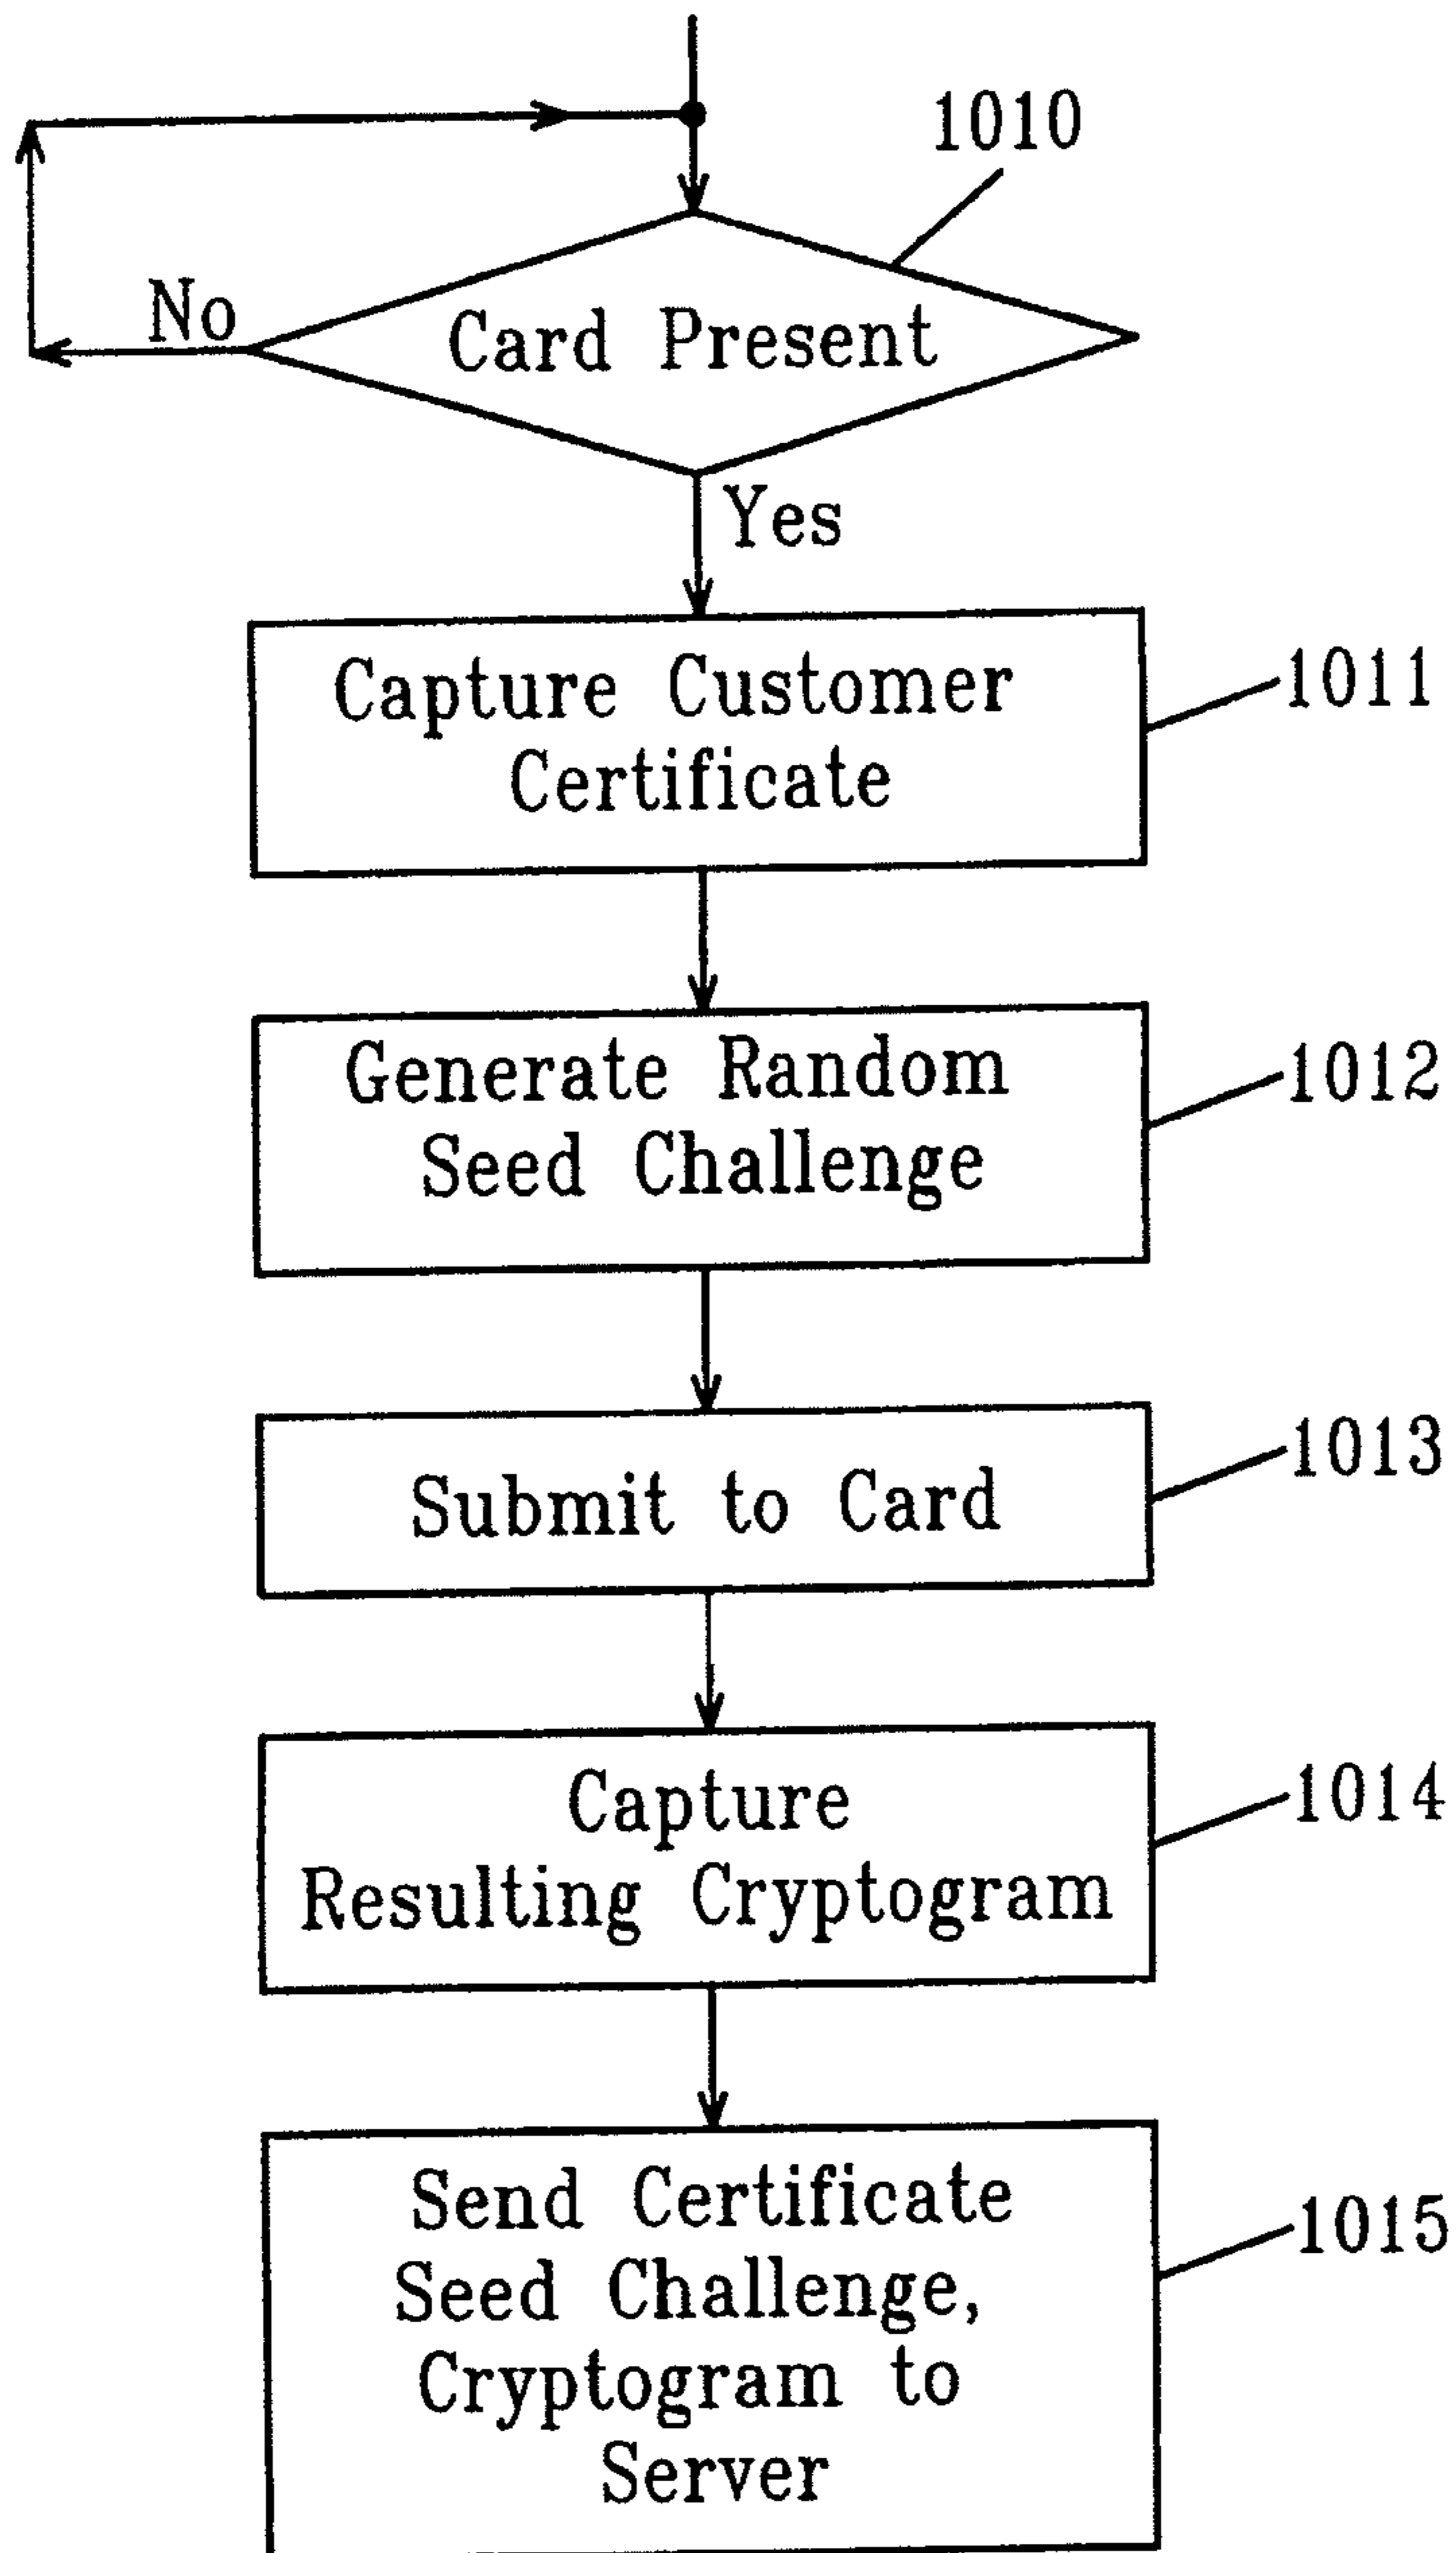 1010
Card Present
No
Yes
Capture Customer
Certificate
1011
Generate Random
Seed Challenge
1012
Submit to Card
1013
Capture
Resulting Cryptogram
1014
Send Certificate
Seed Challenge,
Cryptogram to
Server
1015